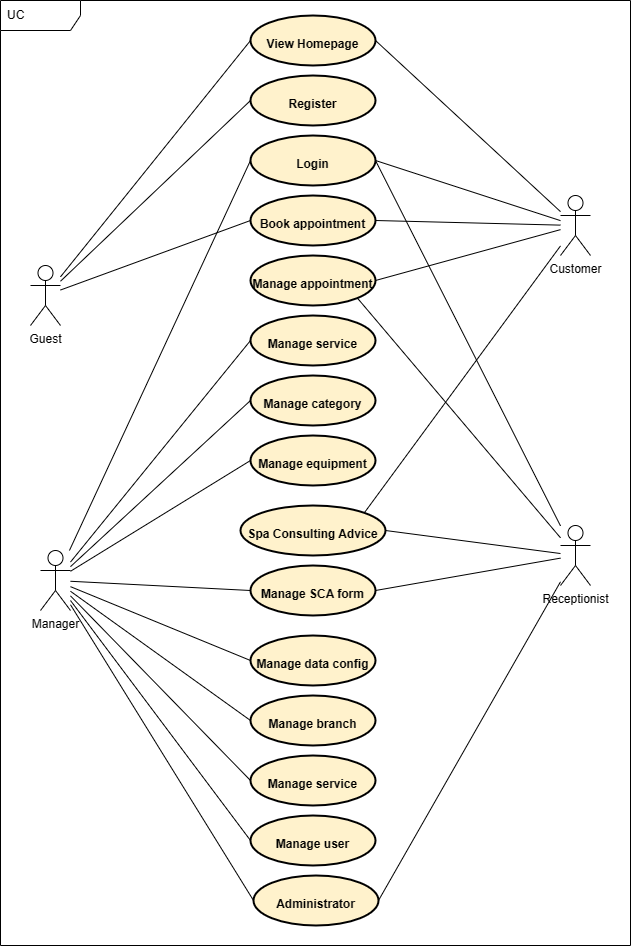 UC
View Homepage
Register
Login
Book appointment
Manage appointment
Customer
Guest
Manage service
Manage category
Manage equipment
Spa Consulting Advice
Manage SCA form
Receptionist
Manager
Manage data config
Manage branch
Manage service
Manage user
Administrator